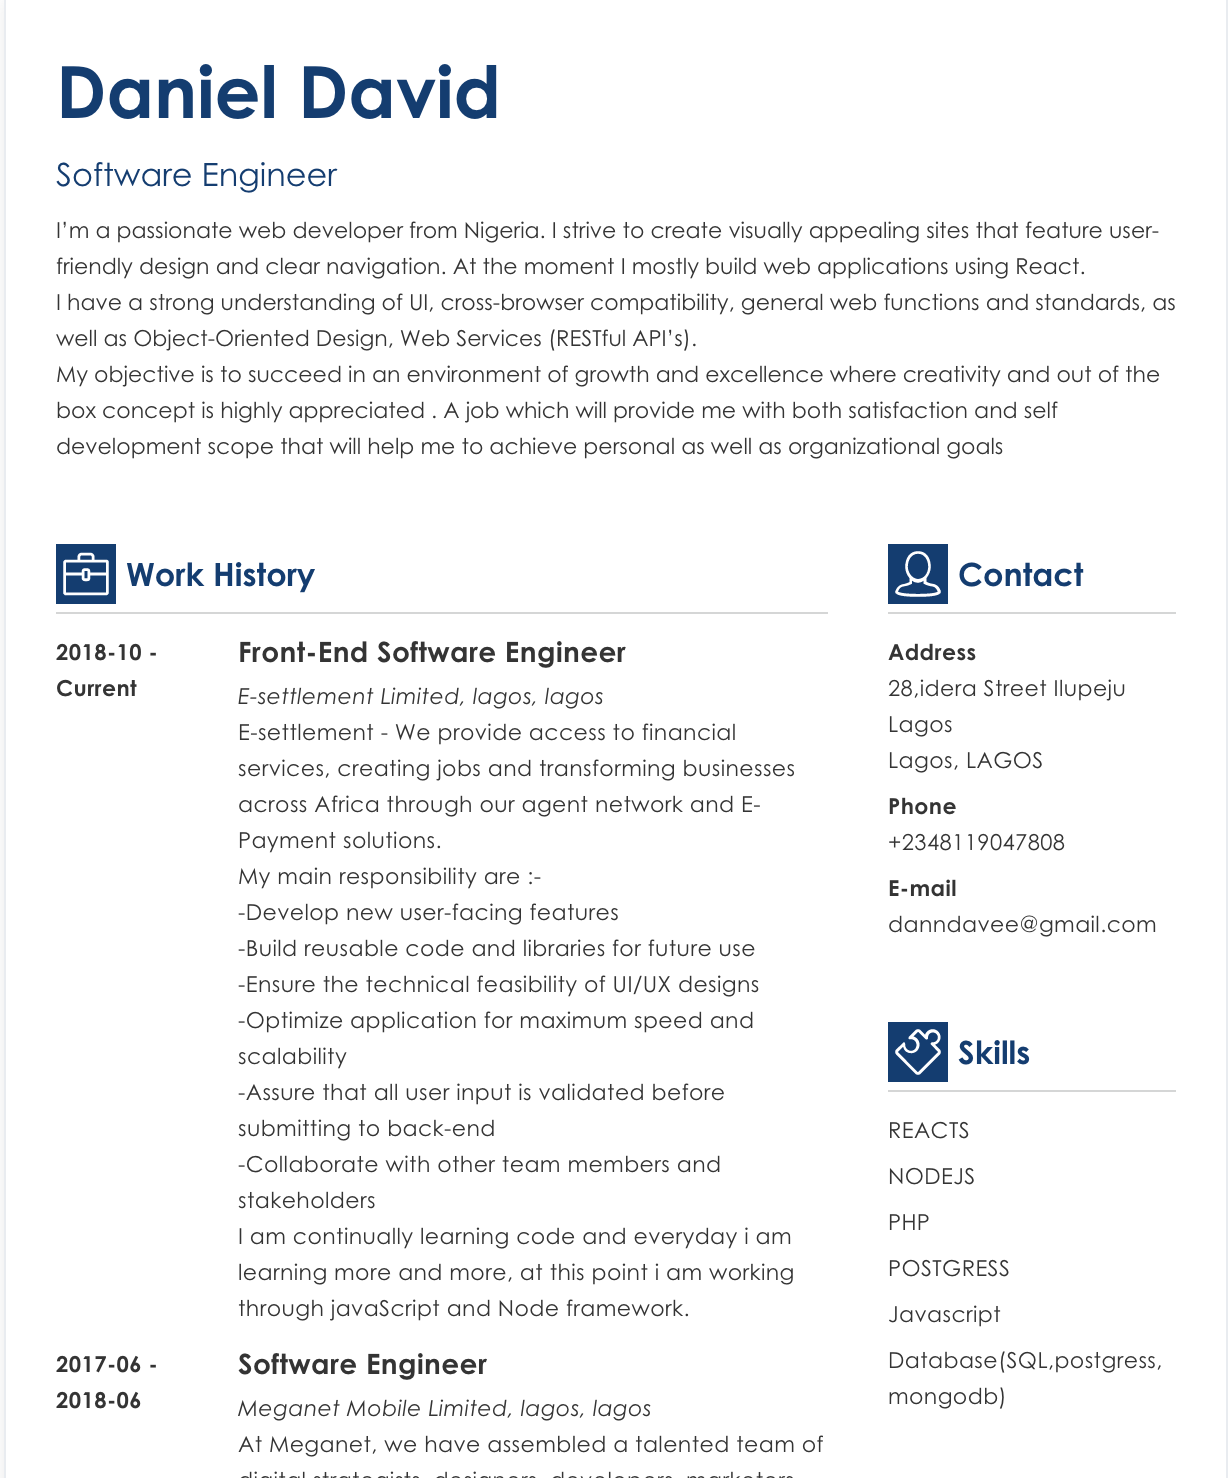 Daniel David
Software Engineer
I’m a passionate web developer from Nigeria. I strive to create visually appealing sites that feature user-
friendly design and clear navigation. At the moment I mostly build web applications using React.
I have a strong understanding of UI, cross-browser compatibility, general web functions and standards, as
well as Object-Oriented Design, Web Services (RESTful API’s).
My objective is to succeed in an environment of growth and excellence where creativity and out of the
box concept is highly appreciated . A job which will provide me with both satisfaction and self
development scope that will help me to achieve personal as well as organizational goals
Work History
2018-10 -
Current
Front-End Software Engineer
E-settlement Limited, lagos, lagos
E-settlement - We provide access to financial
services, creating jobs and transforming businesses
across Africa through our agent network and E-
Payment solutions.
My main responsibility are :-
-Develop new user-facing features
-Build reusable code and libraries for future use
-Ensure the technical feasibility of UI/UX designs
-Optimize application for maximum speed and
scalability
-Assure that all user input is validated before
submitting to back-end
-Collaborate with other team members and
stakeholders
I am continually learning code and everyday i am
learning more and more, at this point i am working
through javaScript and Node framework.
2017-06 -
2018-06
Software Engineer
Meganet Mobile Limited, lagos, lagos
At Meganet, we have assembled a talented team of
digital strategists, designers, developers, marketers
Contact
Address
28,idera Street Ilupeju
Lagos
Lagos, LAGOS
Phone
+2348119047808
E-mail
danndavee@gmail.com
Skills
REACTS
NODEJS
PHP
POSTGRESS
Javascript
Database(SQL,postgress,
mongodb)